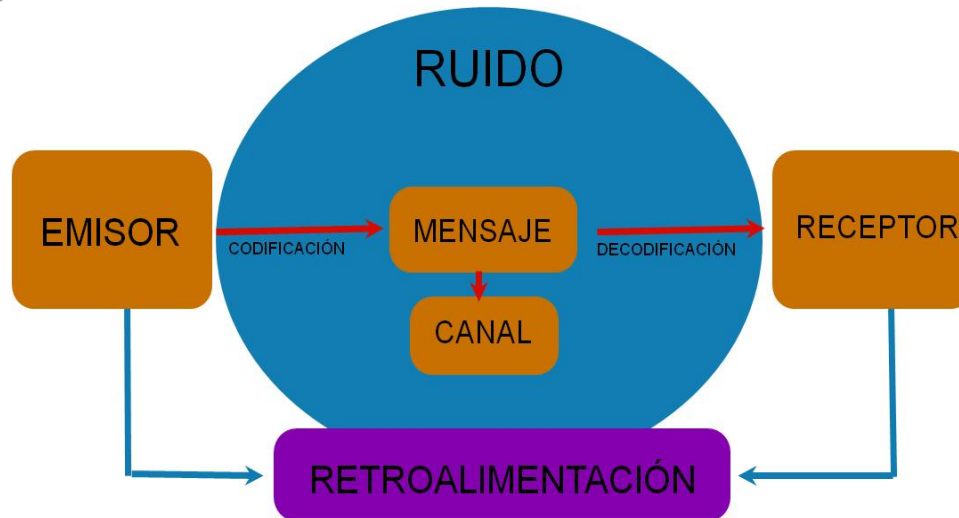 RUIDO
EMISOR
CODIFICACIÓN
MENSAJE
DECODIFICACIÓN
RECEPTOR
CANAL
RETROALIMENTACIÓN